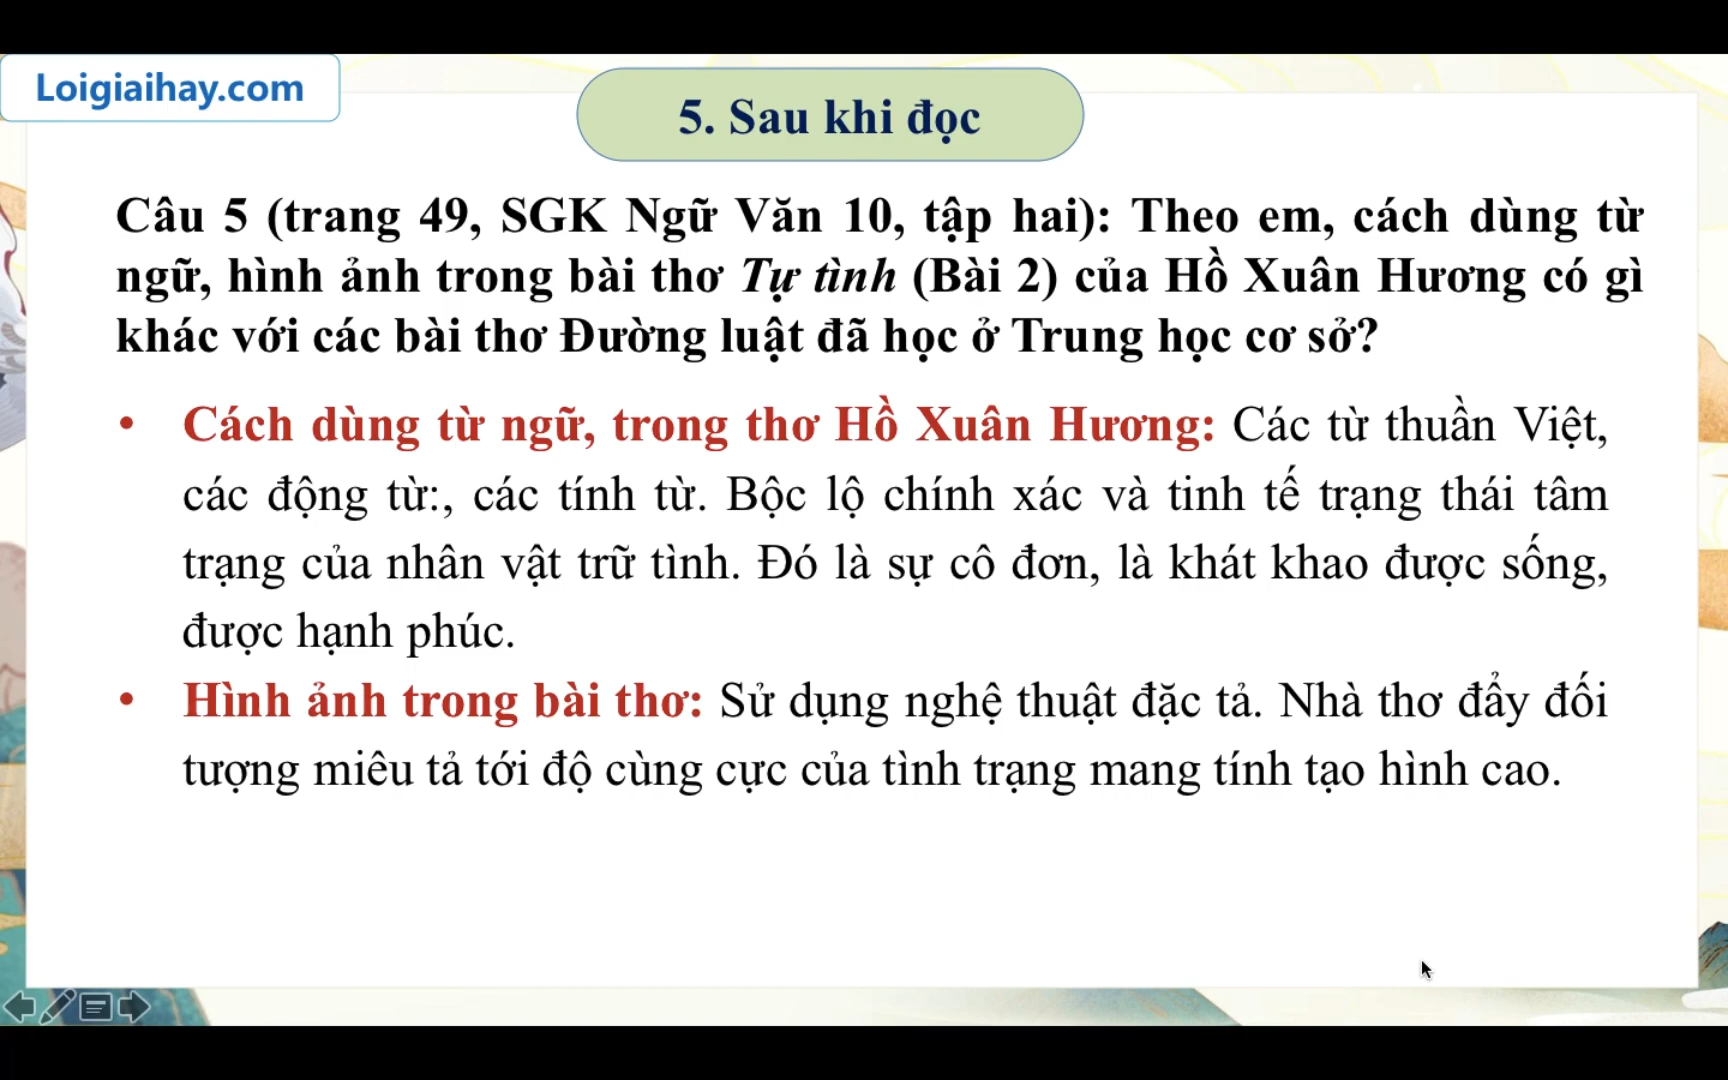 Loigiaihay.com
5. Sau khi đọc
Câu 5 (trang 49, SGK Ngữ Văn 10, tập hai): Theo em, cách dùng từ
ngữ, hình ảnh trong bài thơ Tự tình (Bài 2) của Hồ Xuân Hương có gì
khác với các bài thơ Đường luật đã học ở Trung học cơ sở?
• Cách dùng từ ngữ, trong thơ Hồ Xuân Hương: Các từ thuần Việt,
các động từ:, các tính từ. Bộc lộ chính xác và tinh tế trạng thái tâm
trạng của nhân vật trữ tình. Đó là sự cô đơn, là khát khao được sống,
được hạnh phúc.
• Hình ảnh trong bài thơ: Sử dụng nghệ thuật đặc tả. Nhà thơ đẩy đối
tượng miêu tả tới độ cùng cực của tình trạng mang tính tạo hình cao.